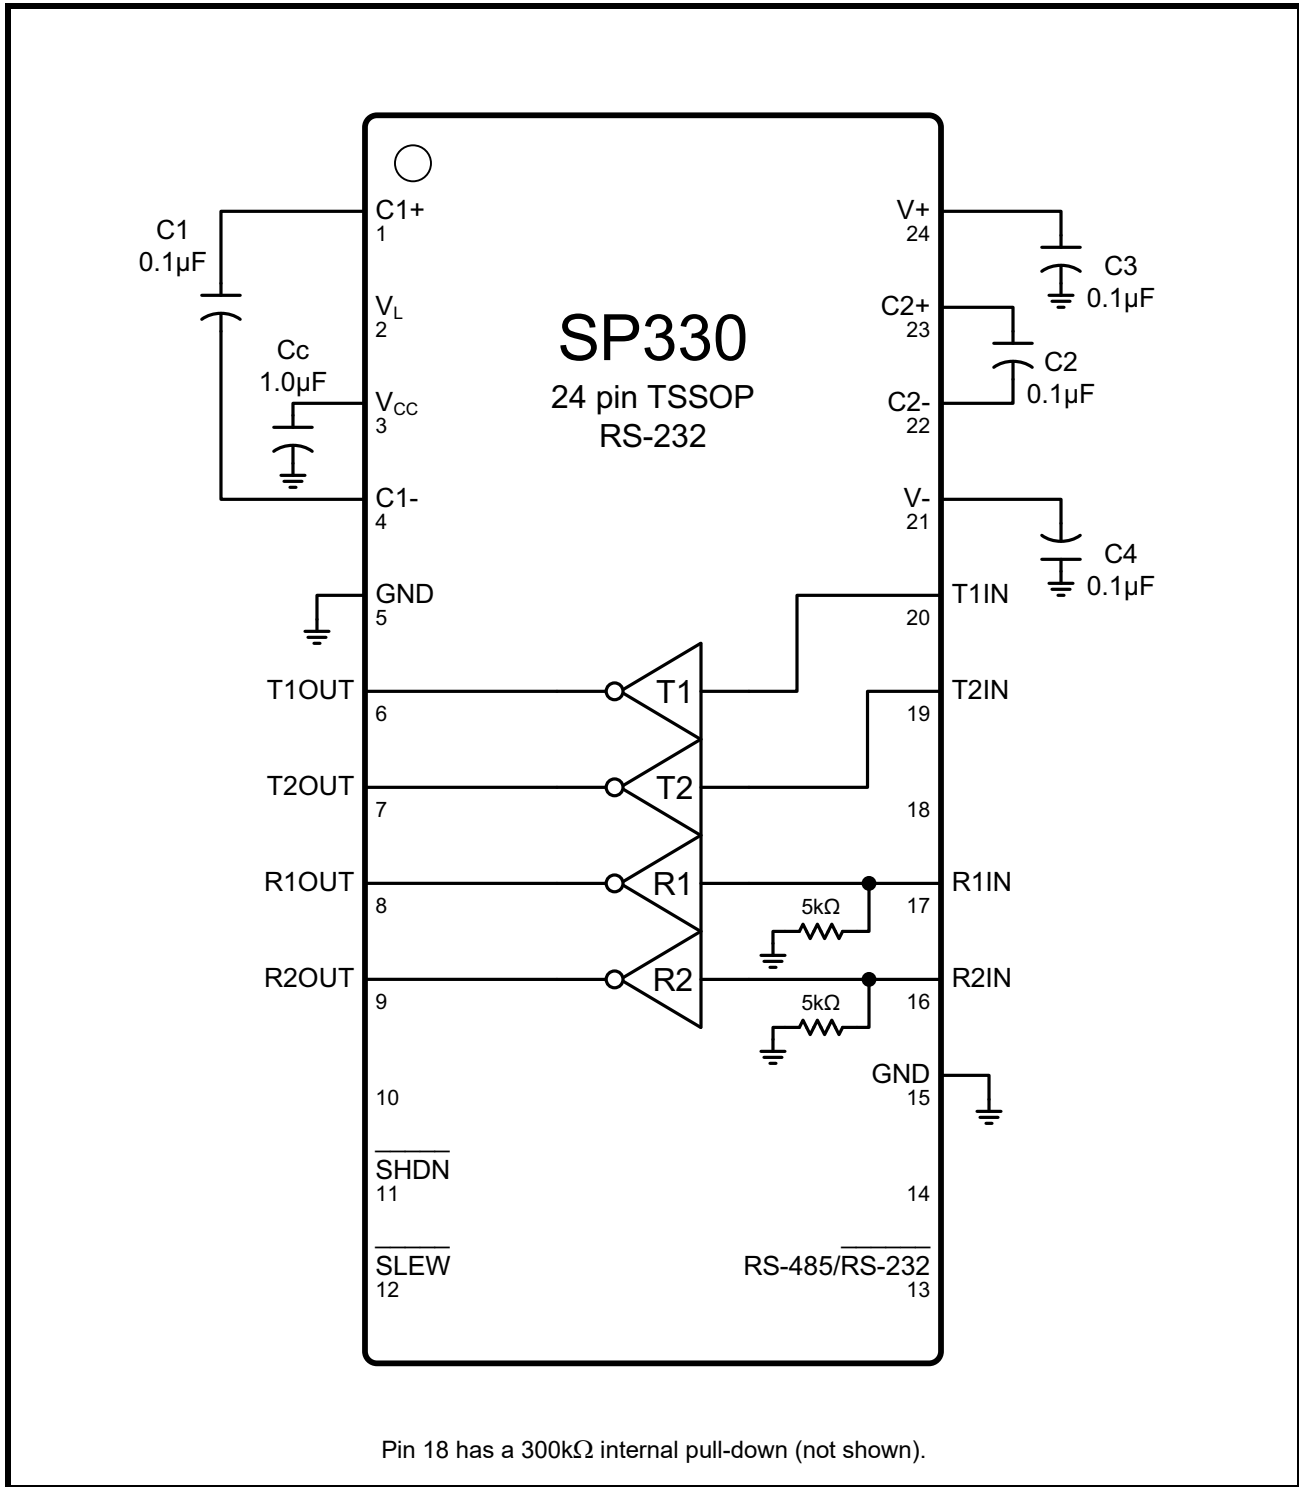 SP330
24 pin TSSOP
RS-232
C1
0.1µF
Cc
1.0µF
C1+
1
VL
2
VCC
3
C1-
4
GND
5
T1OUT
6
T2OUT
7
R1OUT
8
R2OUT
9
10
SHDN
11
SLEW
12
T1
T2
R1
R2
5kΩ
5kΩ
V+
24
C2+
23
C2-
22
V-
21
T1IN
20
T2IN
19
18
R1IN
17
R2IN
16
GND
15
14
RS-485/RS-232
13
C3
0.1µF
C2
0.1µF
C4
0.1µF
Pin 18 has a 300kΩ internal pull-down (not shown).